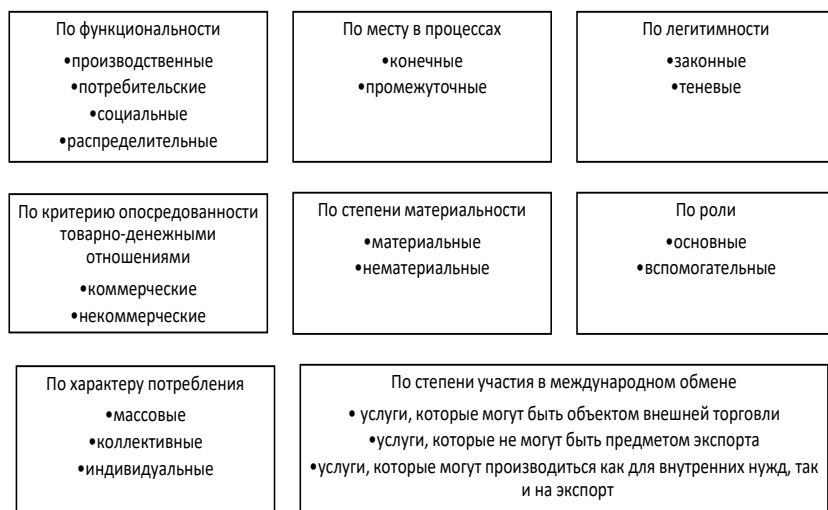 По функциональности
•производственные
•потребительские
•социальные
•распределительные
По месту в процессах
•конечные
•промежуточные
По легитимности
•законные
•теневые
По критерию опосредованности
товарно-денежными
отношениями
•коммерческие
•некоммерческие
По степени материальности
•материальные
•нематериальные
По роли
•основные
•вспомогательные
По характеру потребления
•массовые
•коллективные
•индивидуальные
По степени участия в международном обмене
• услуги, которые могут быть объектом внешней торговли
•услуги, которые не могут быть предметом экспорта
•услуги, которые могут производиться как для внутренних нужд, так
и на экспорт